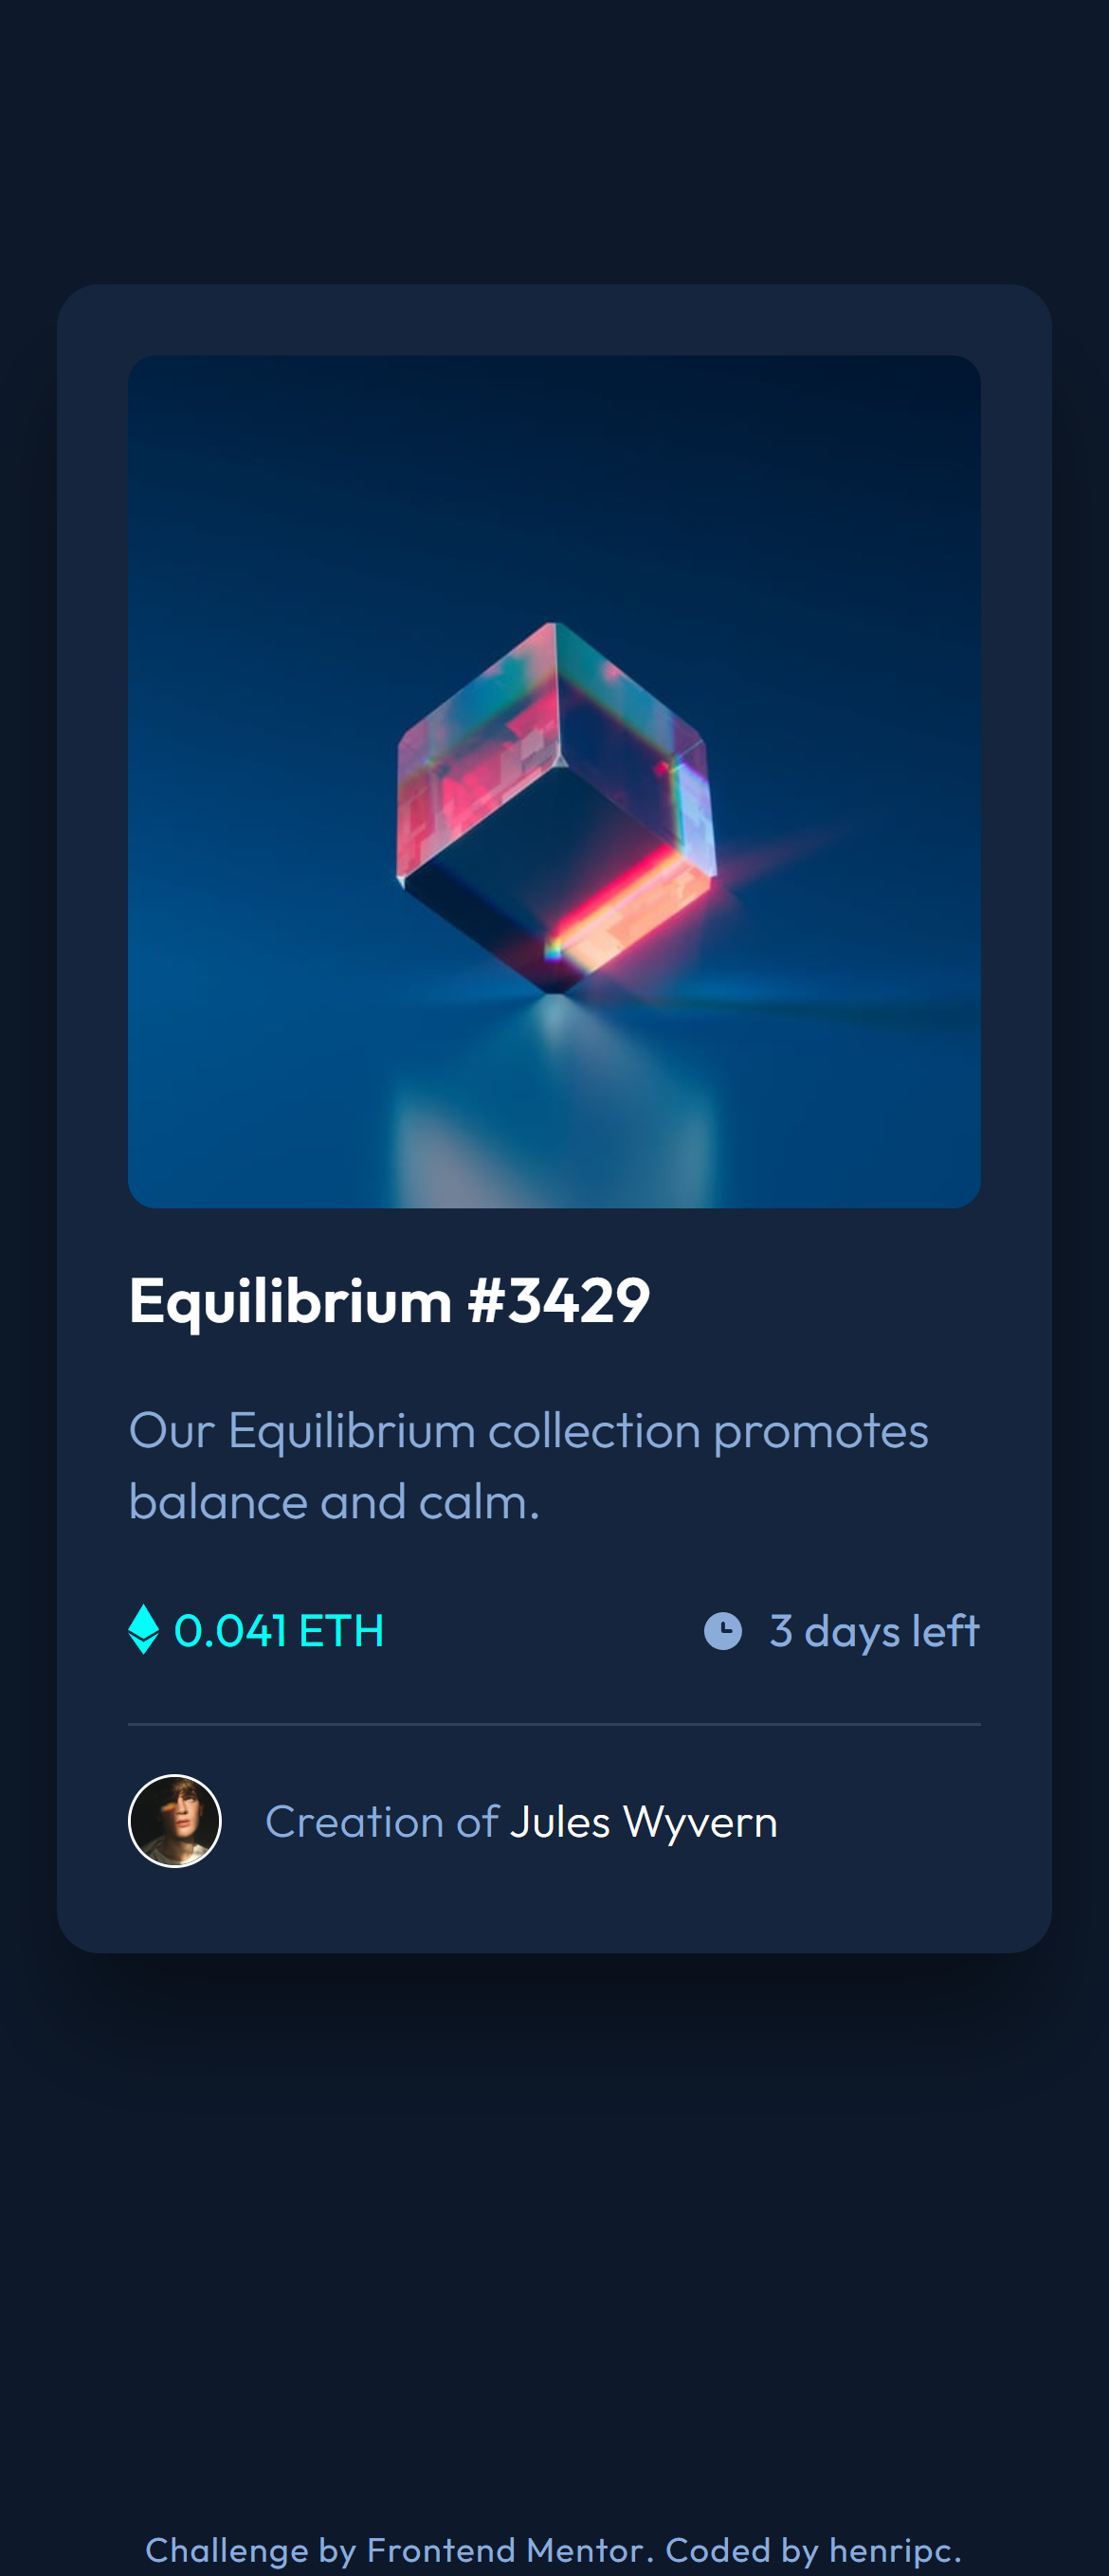 Equilibrium #3429
Our Equilibrium collection promotes
balance and calm.
0.041 ETH
3 days left
Creation of Jules Wyvern
Challenge by Frontend Mentor. Coded by henripc.